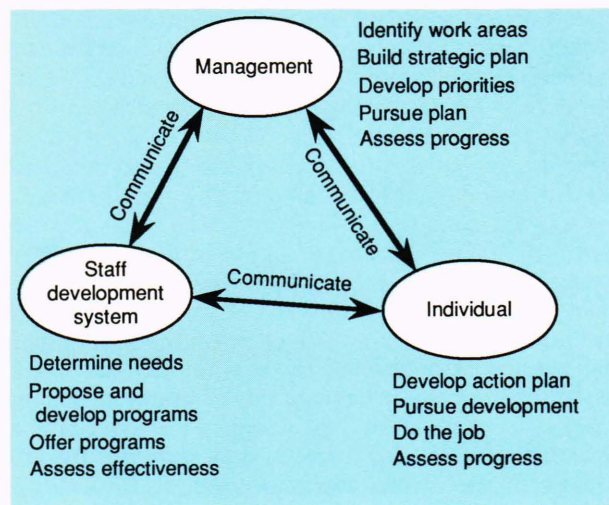 Identify work areas
Build strategic plan
Develop priorities
Pursue plan
Assess progress
Management
Communicate
Communicate
Communicate
Staff
development
system
Individual
Determine needs
Propose and
develop programs
Offer programs
Assess effectiveness
Develop action plan
Pursue development
Do the job
Assess progress